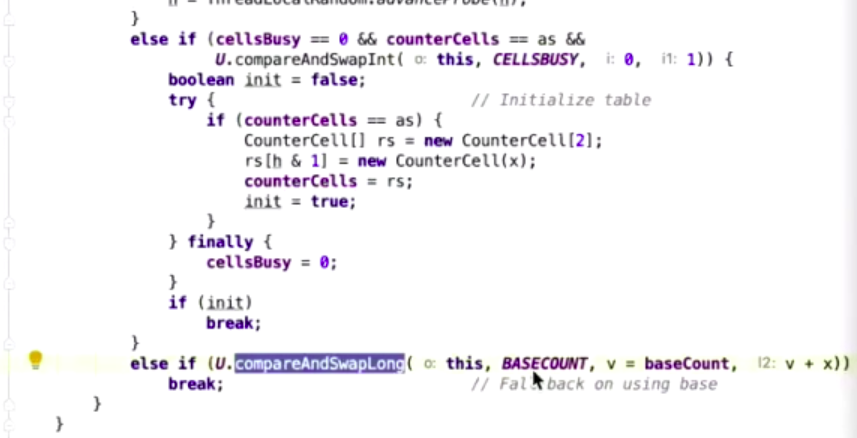 }
else if (cellsBusy == 0 && counterCells == as &&
U.compareAndSwapInt( o: this, CELLSBUSY, i: 0, i1: 1)) {
boolean init = false;
try { // Initialize table
if (counterCells == as) {
CounterCell[] rs = new CounterCell[2];
rs[h & 1] = new CounterCell(x);
counterCells = rs;
init = true;
}
} finally {
cellsBusy = 0;
}
if (init)
break;
}
else if (U.compareAndSwapLong( o: this, BASECOUNT, v = baseCount, l2: v + x))
break; // Fall back on using base
}
}